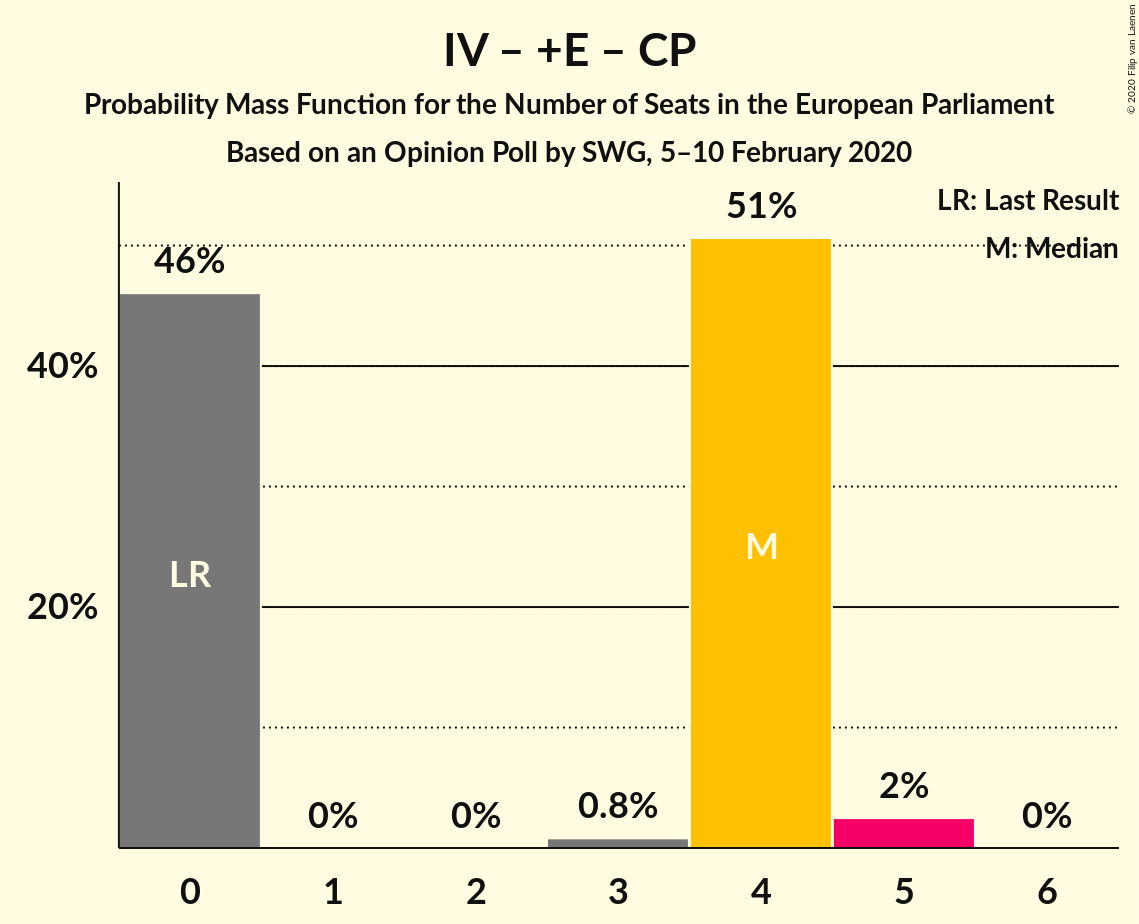 IV – +E – CP
Probability Mass Function for the Number of Seats in the European Parliament
Based on an Opinion Poll by SWG, 5–10 February 2020
© 2020 Filip van Laenen
LR: Last Result
M: Median
51%
46%
40%
20%
LR
M
0%
0%
0.8%
2%
0%
0
1
2
3
4
5
6